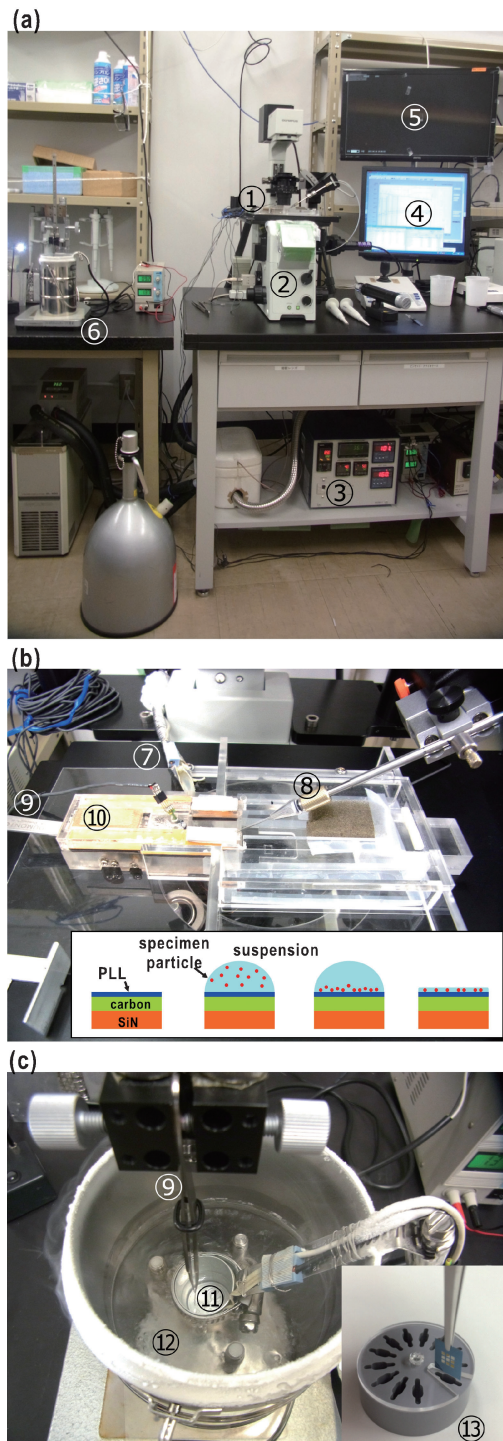 (a)
①
⑤
④
②
⑥
③
(b)
⑦
⑧
⑨
⑩
specimen
particle
suspension
PLL
carbon
SiN
(c)
⑨
⑪
⑫
⑬